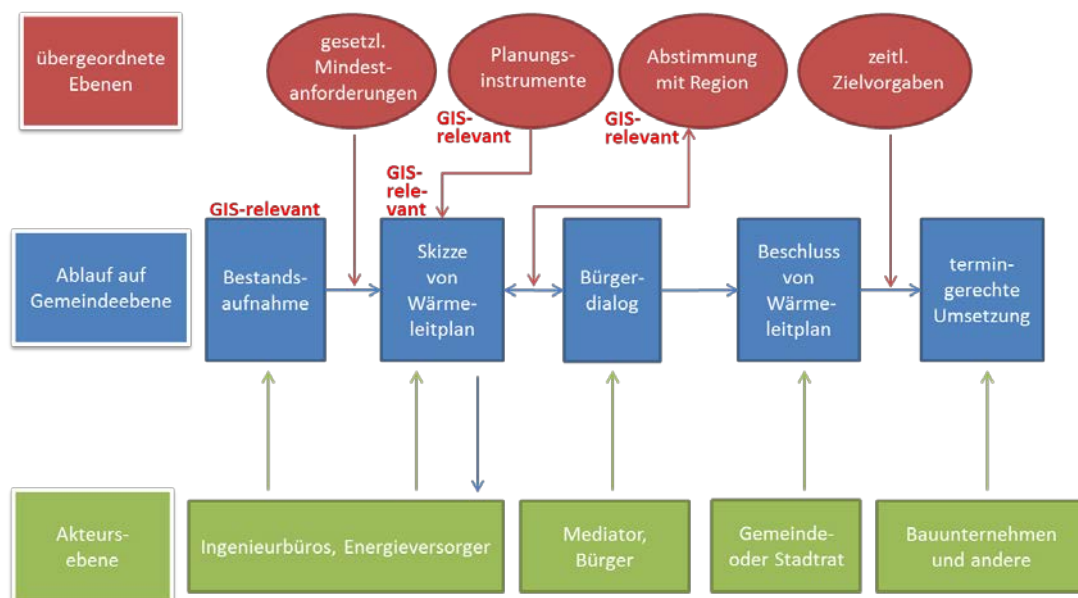 übergeordnete
Ebenen
gesetzl.
Mindest-
anforderungen
Planungs-
instrumente
Abstimmung
mit Region
zeitl.
Zielvorgaben
GIS-
relevant
GIS-
relevant
GIS-relevant
GIS-
rele-
vant
Ablauf auf
Gemeindeebene
Bestands-
aufnahme
Skizze
von
Wärme-
leitplan
Bürger-
dialog
Beschluss
von
Wärme-
leitplan
termin-
gerechte
Umsetzung
Akteurs-
ebene
Ingenieurbüros, Energieversorger
Mediator,
Bürger
Gemeinde-
oder Stadtrat
Bauunternehmen
und andere